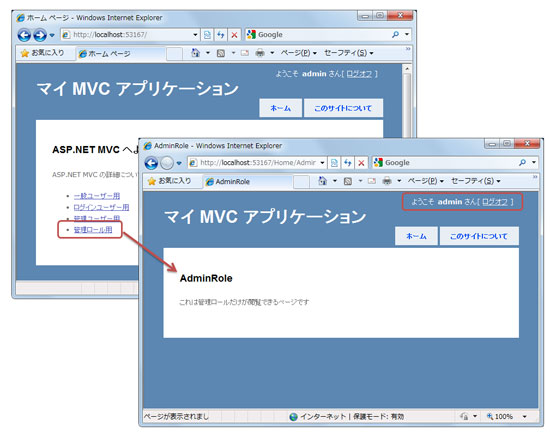 ホーム ページ - Windows Internet Explorer
http://localhost:53167/
Google
お気に入り
ホーム ページ
ページ(P)
セーフティ(S)
ようこそ admin さん[ ログオフ ]
マイ MVC アプリケーション
ホーム
このサイトについて
ASP.NET MVC へよ
ASP.NET MVC の詳細につい
一般ユーザー用
ログインユーザー用
管理ユーザー用
管理ロール用
AdminRole - Windows Internet Explorer
http://localhost:53167/Home/Admir
Google
お気に入り
AdminRole
ページ(P)
セーフティ(S)
ようこそ admin さん[ ログオフ ]
マイ MVC アプリケーション
ホーム
このサイトについて
AdminRole
これは管理ロールだけが閲覧できるページです
ページが表示されまし
インターネット | 保護モード: 有効
100%